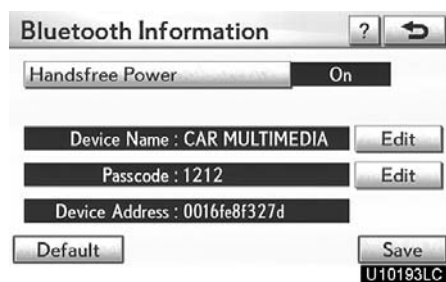 Bluetooth Information ?
Handsfree Power On
Device Name : CAR MULTIMEDIA Edit
Passcode : 1212 Edit
Device Address : 0016fe8f327d
Default Save
U10193LC